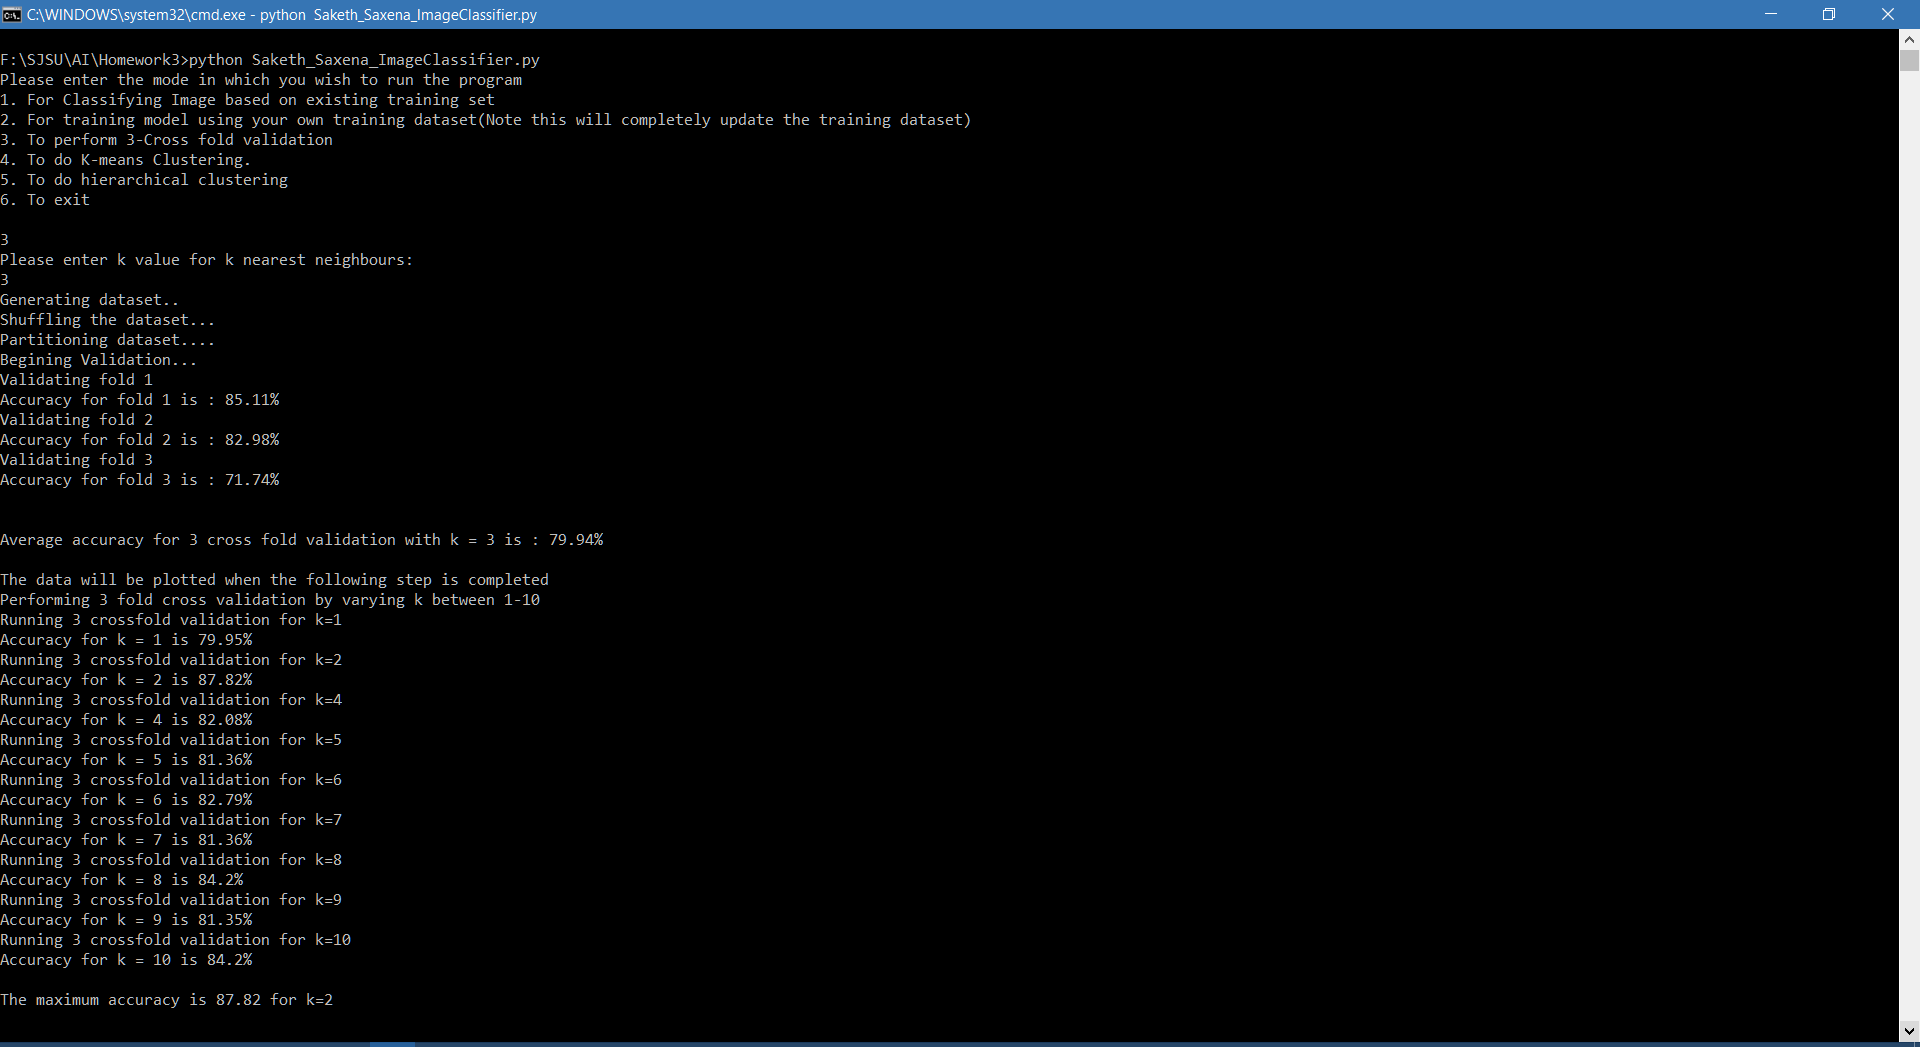 C:\WINDOWS\system32\cmd.exe - python  Saketh_Saxena_ImageClassifier.py
F:\SJSU\AI\Homework3>python Saketh_Saxena_ImageClassifier.py
Please enter the mode in which you wish to run the program
1. For Classifying Image based on existing training set
2. For training model using your own training dataset(Note this will completely update the training dataset)
3. To perform 3-Cross fold validation
4. To do K-means Clustering.
5. To do hierarchical clustering
6. To exit
3
Please enter k value for k nearest neighbours:
3
Generating dataset..
Shuffling the dataset...
Partitioning dataset....
Begining Validation...
Validating fold 1
Accuracy for fold 1 is : 85.11%
Validating fold 2
Accuracy for fold 2 is : 82.98%
Validating fold 3
Accuracy for fold 3 is : 71.74%
Average accuracy for 3 cross fold validation with k = 3 is : 79.94%
The data will be plotted when the following step is completed
Performing 3 fold cross validation by varying k between 1-10
Running 3 crossfold validation for k=1
Accuracy for k = 1 is 79.95%
Running 3 crossfold validation for k=2
Accuracy for k = 2 is 87.82%
Running 3 crossfold validation for k=4
Accuracy for k = 4 is 82.08%
Running 3 crossfold validation for k=5
Accuracy for k = 5 is 81.36%
Running 3 crossfold validation for k=6
Accuracy for k = 6 is 82.79%
Running 3 crossfold validation for k=7
Accuracy for k = 7 is 81.36%
Running 3 crossfold validation for k=8
Accuracy for k = 8 is 84.2%
Running 3 crossfold validation for k=9
Accuracy for k = 9 is 81.35%
Running 3 crossfold validation for k=10
Accuracy for k = 10 is 84.2%
The maximum accuracy is 87.82 for k=2